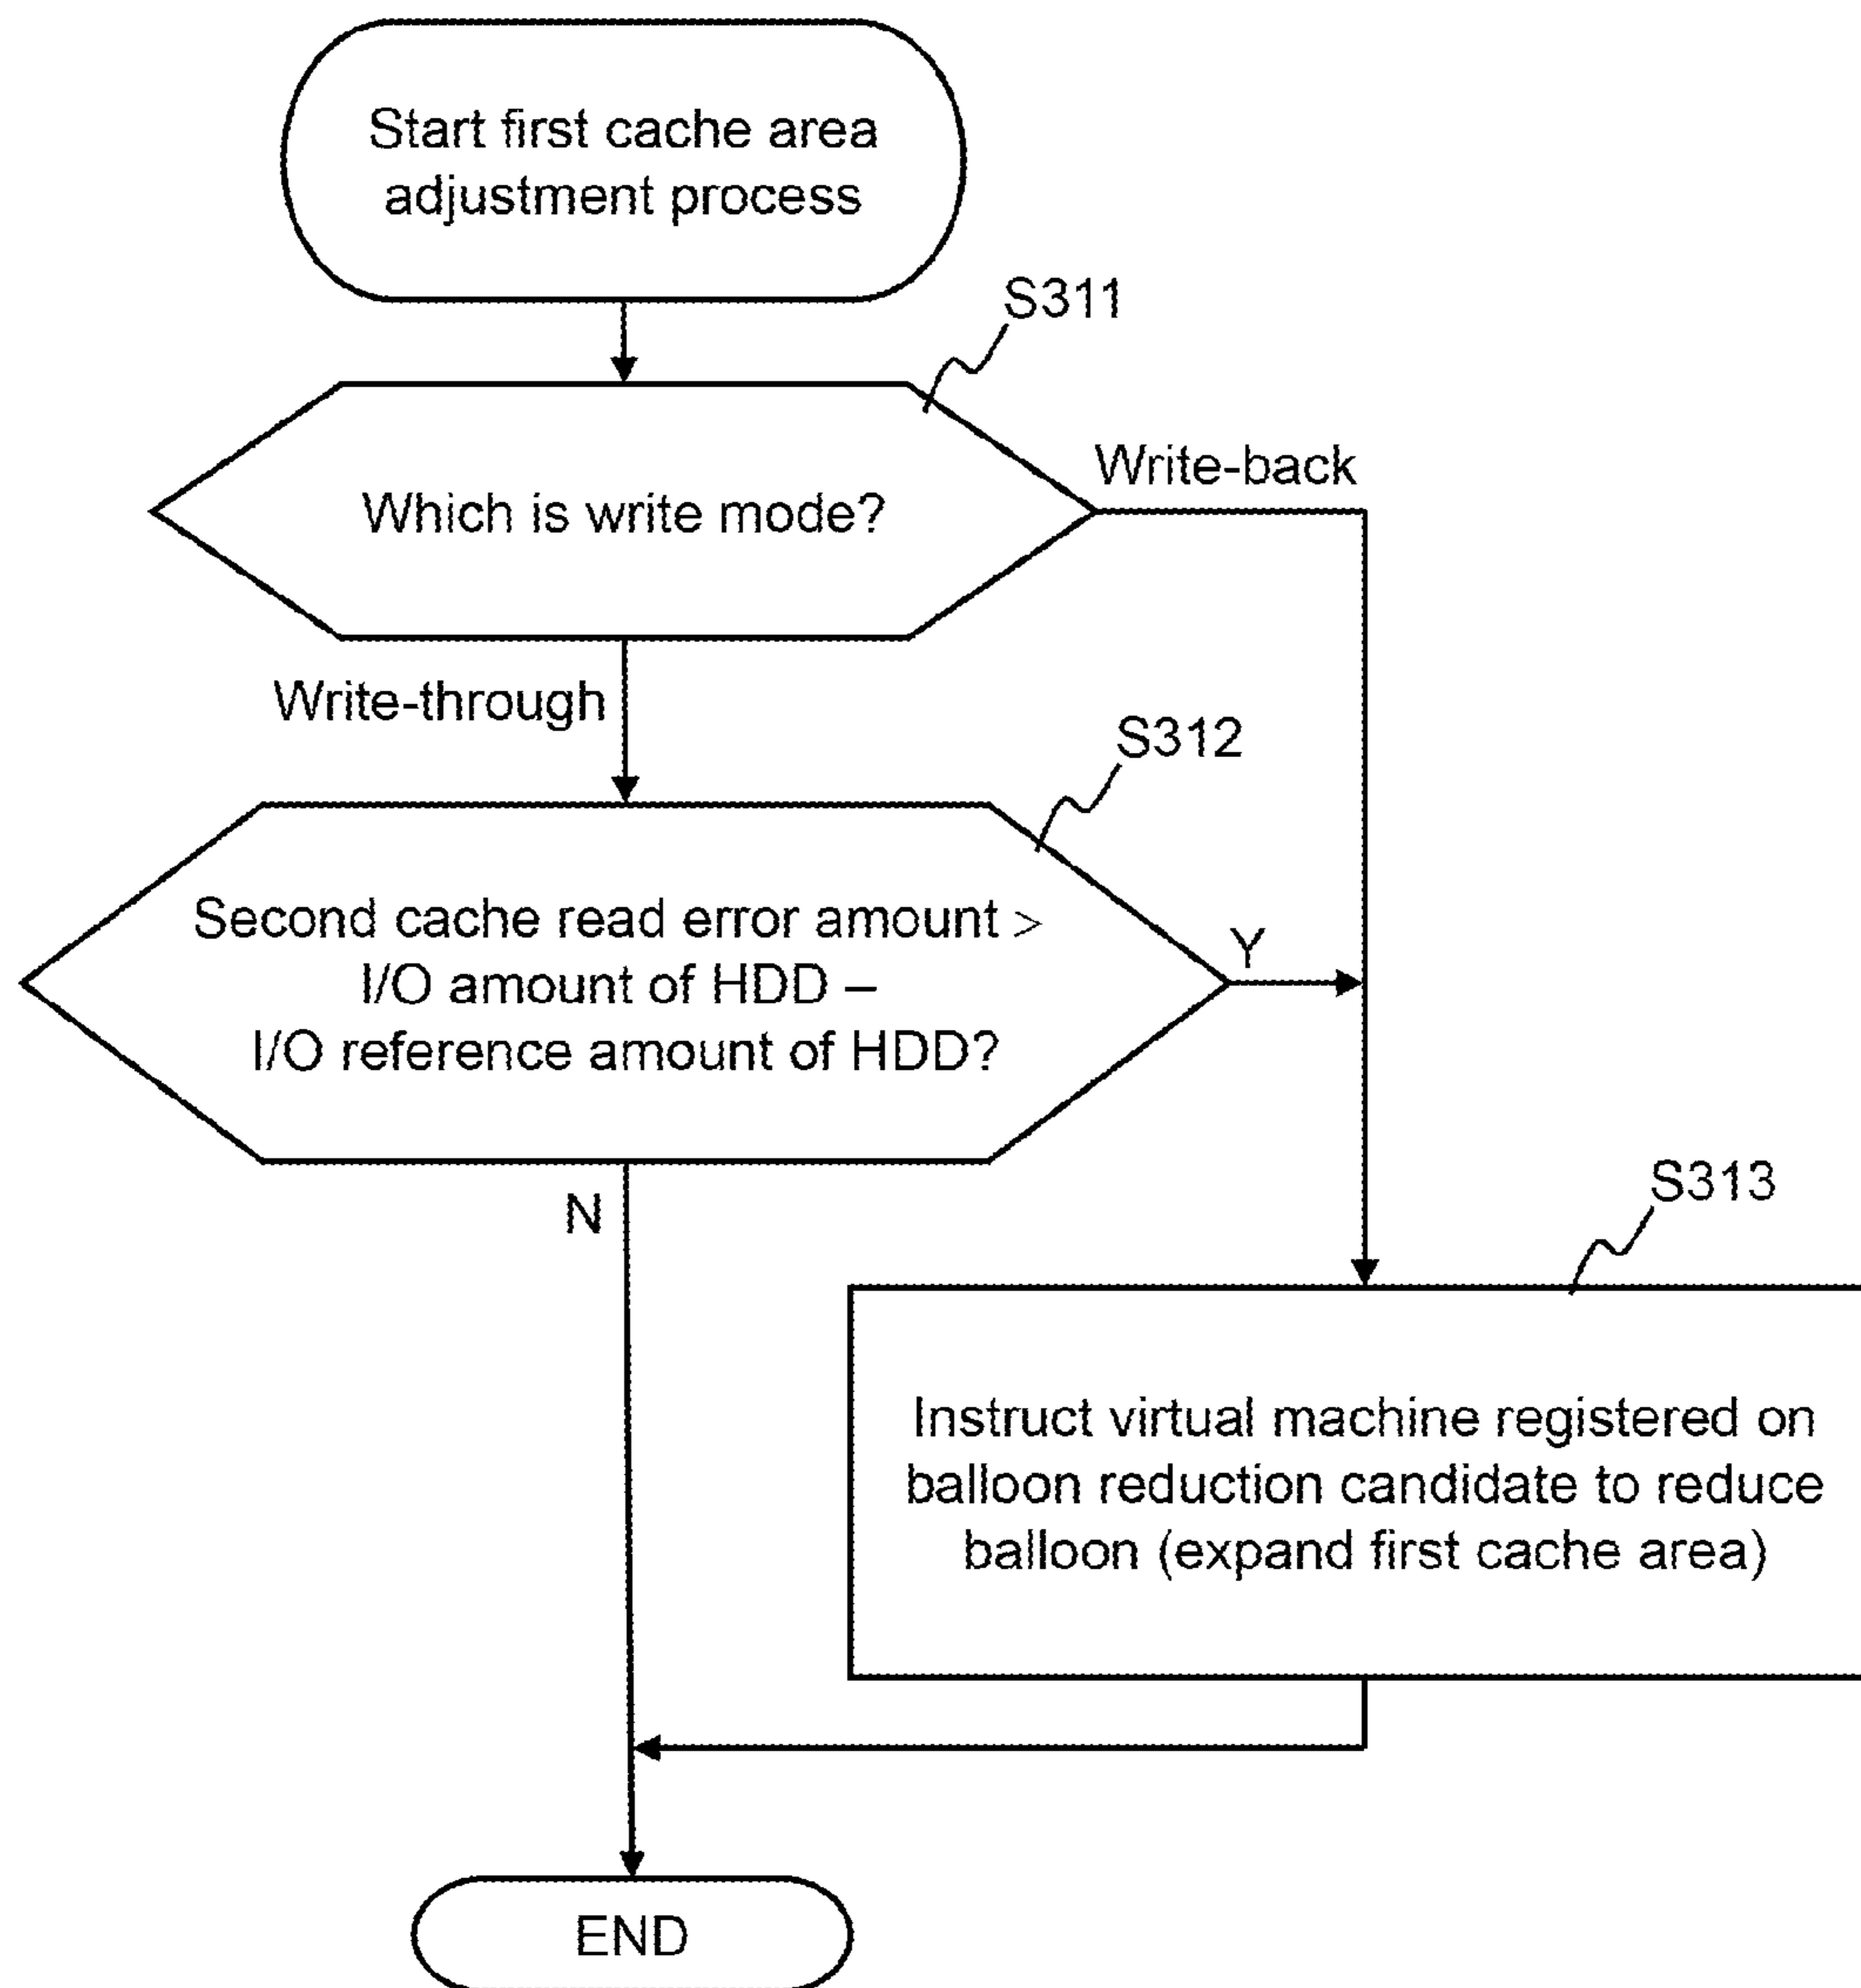 Start first cache area
adjustment process
S311
Which is write mode?
Write-back
Write-through
S312
Second cache read error amount >
I/O amount of HDD –
I/O reference amount of HDD?
Y
N
S313
Instruct virtual machine registered on
balloon reduction candidate to reduce
balloon (expand first cache area)
END